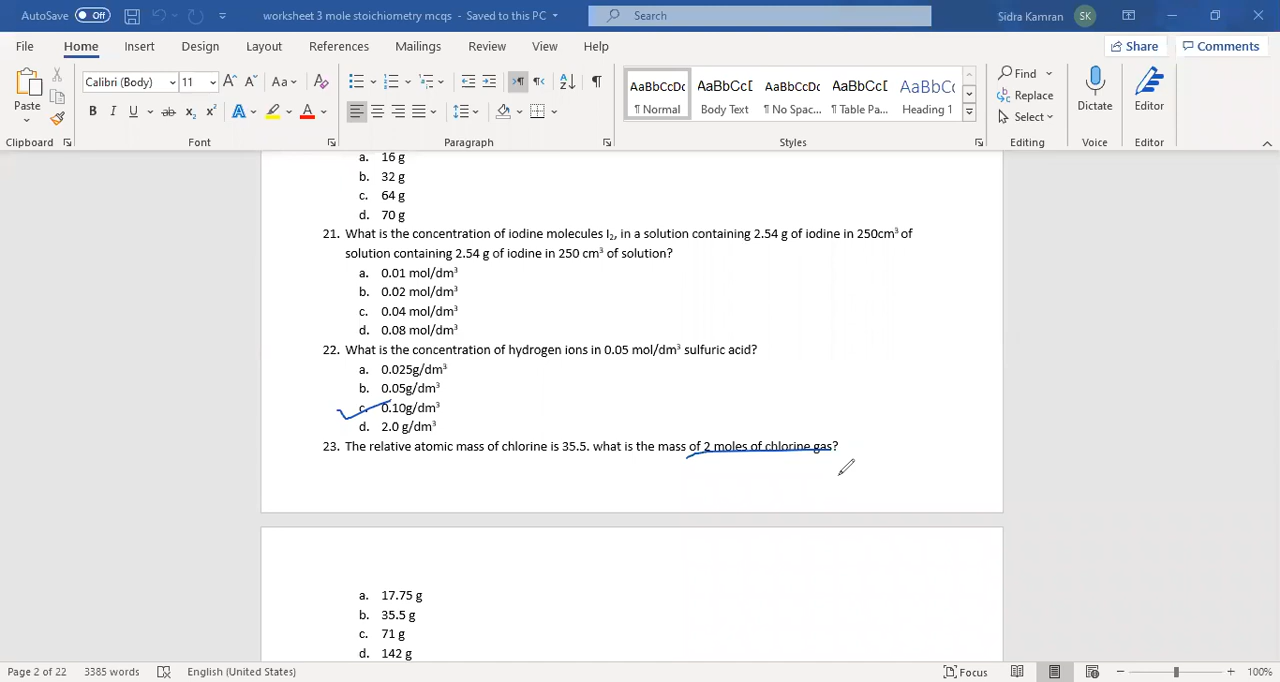 AutoSave Off worksheet 3 mole stoichiometry mcqs - Saved to this PC Search Sidra Kamran SK
File Home Insert Design Layout References Mailings Review View Help Share Comments
Paste Calibri (Body) 11 A A Aa A AaBbCcDc AaBbCcD AaBbCcDc AaBbCcI AaBbC( Find Dictate Editor
B I U ab x₂ x² A A ¶ Normal Body Text ¶ No Spac... ¶ Table Pa... Heading 1 Replace
Select
Clipboard Font Paragraph Styles Editing Voice Editor
a. 16 g
b. 32 g
c. 64 g
d. 70 g
21. What is the concentration of iodine molecules I₂, in a solution containing 2.54 g of iodine in 250cm³ of
solution containing 2.54 g of iodine in 250 cm³ of solution?
a. 0.01 mol/dm³
b. 0.02 mol/dm³
c. 0.04 mol/dm³
d. 0.08 mol/dm³
22. What is the concentration of hydrogen ions in 0.05 mol/dm³ sulfuric acid?
a. 0.025g/dm³
b. 0.05g/dm³
c. 0.10g/dm³
d. 2.0 g/dm³
23. The relative atomic mass of chlorine is 35.5. what is the mass of 2 moles of chlorine gas?
a. 17.75 g
b. 35.5 g
c. 71 g
d. 142 g
Page 2 of 22 3385 words English (United States) Focus 100%